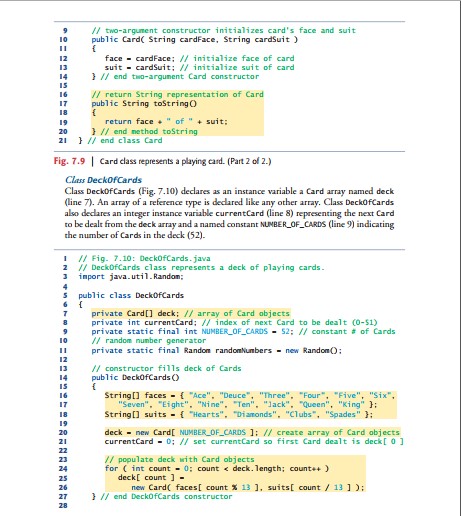 9 // two-argument constructor initializes card's face and suit
10 public Card( String cardFace, String cardSuit )
11 {
12 face = cardFace; // initialize face of card
13 suit = cardSuit; // initialize suit of card
14 } // end two-argument Card constructor
15
16 // return String representation of Card
17 public String toString()
18 {
19 return face + " of " + suit;
20 } // end method toString
21 } // end class Card
Fig. 7.9 | Card class represents a playing card. (Part 2 of 2.)
Class DeckOfCards
Class DeckOfCards (Fig. 7.10) declares as an instance variable a Card array named deck
(line 7). An array of a reference type is declared like any other array. Class DeckOfCards
also declares an integer instance variable currentCard (line 8) representing the next Card
to be dealt from the deck array and a named constant NUMBER_OF_CARDS (line 9) indicating
the number of Cards in the deck (52).
1 // Fig. 7.10: DeckOfCards.java
2 // DeckOfCards class represents a deck of playing cards.
3 import java.util.Random;
4
5 public class DeckOfCards
6 {
7 private Card[] deck; // array of Card objects
8 private int currentCard; // index of next Card to be dealt (0-51)
9 private static final int NUMBER_OF_CARDS = 52; // constant # of Cards
10 // random number generator
11 private static final Random randomNumbers = new Random();
12
13 // constructor fills deck of Cards
14 public DeckOfCards()
15 {
16 String[] faces = { "Ace", "Deuce", "Three", "Four", "Five", "Six",
17 "Seven", "Eight", "Nine", "Ten", "Jack", "Queen", "King" };
18 String[] suits = { "Hearts", "Diamonds", "Clubs", "Spades" };
19
20 deck = new Card[ NUMBER_OF_CARDS ]; // create array of Card objects
21 currentCard = 0; // set currentCard so first Card dealt is deck[ 0 ]
22
23 // populate deck with Card objects
24 for ( int count = 0; count < deck.length; count++ )
25 deck[ count ] =
26 new Card( faces[ count % 13 ], suits[ count / 13 ] );
27 } // end DeckOfCards constructor
28